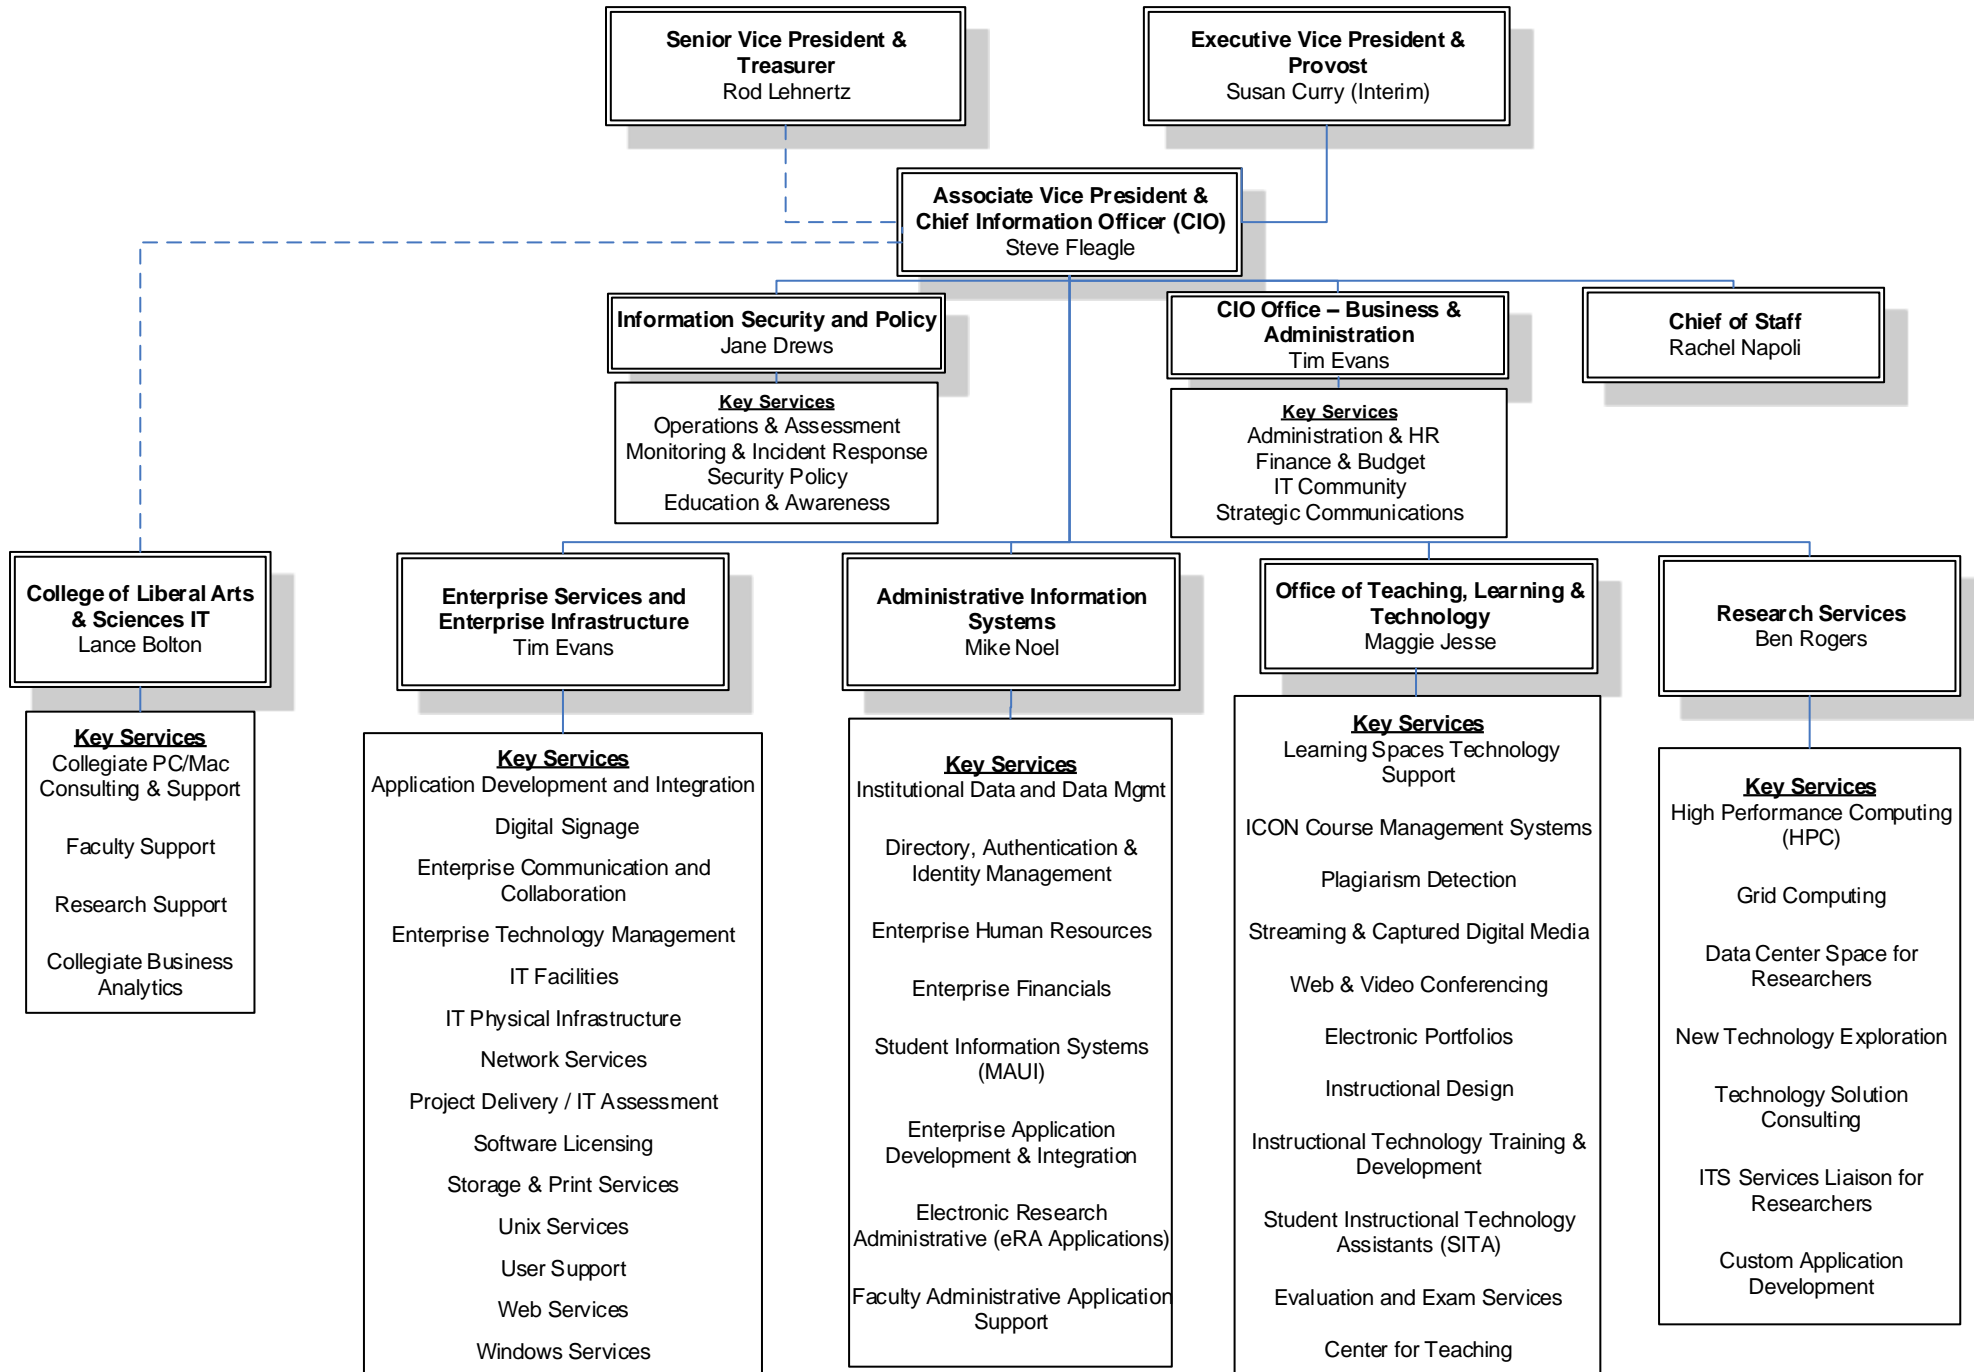 Senior Vice President &
Treasurer
Rod Lehnertz
Executive Vice President &
Provost
Susan Curry (Interim)
Associate Vice President &
Chief Information Officer (CIO)
Steve Fleagle
Information Security and Policy
Jane Drews
Key Services
Operations & Assessment
Monitoring & Incident Response
Security Policy
Education & Awareness
CIO Office – Business &
Administration
Tim Evans
Key Services
Administration & HR
Finance & Budget
IT Community
Strategic Communications
Chief of Staff
Rachel Napoli
College of Liberal Arts
& Sciences IT
Lance Bolton
Key Services
Collegiate PC/Mac
Consulting & Support
Faculty Support
Research Support
Collegiate Business
Analytics
Enterprise Services and
Enterprise Infrastructure
Tim Evans
Key Services
Application Development and Integration
Digital Signage
Enterprise Communication and
Collaboration
Enterprise Technology Management
IT Facilities
IT Physical Infrastructure
Network Services
Project Delivery / IT Assessment
Software Licensing
Storage & Print Services
Unix Services
User Support
Web Services
Windows Services
Administrative Information
Systems
Mike Noel
Key Services
Institutional Data and Data Mgmt
Directory, Authentication &
Identity Management
Enterprise Human Resources
Enterprise Financials
Student Information Systems
(MAUI)
Enterprise Application
Development & Integration
Electronic Research
Administrative (eRA Applications)
Faculty Administrative Application
Support
Office of Teaching, Learning &
Technology
Maggie Jesse
Key Services
Learning Spaces Technology
Support
ICON Course Management Systems
Plagiarism Detection
Streaming & Captured Digital Media
Web & Video Conferencing
Electronic Portfolios
Instructional Design
Instructional Technology Training &
Development
Student Instructional Technology
Assistants (SITA)
Evaluation and Exam Services
Center for Teaching
Research Services
Ben Rogers
Key Services
High Performance Computing
(HPC)
Grid Computing
Data Center Space for
Researchers
New Technology Exploration
Technology Solution
Consulting
ITS Services Liaison for
Researchers
Custom Application
Development